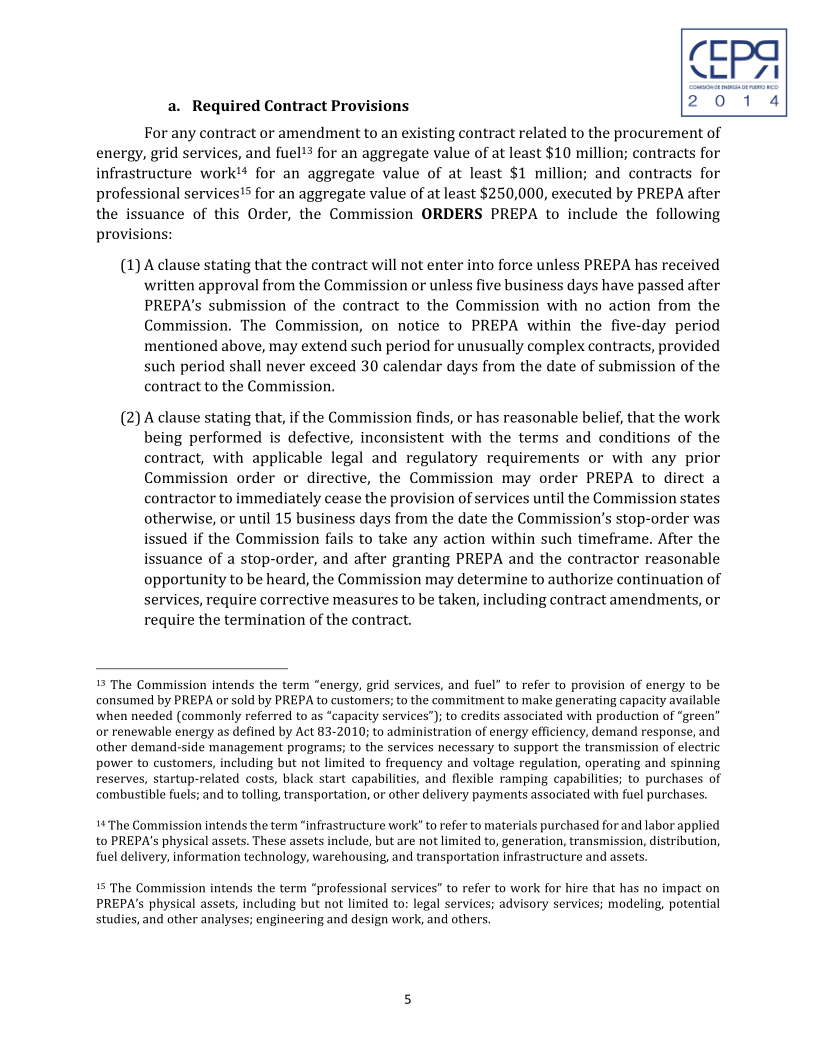 CEPR
COMISIÓN DE ENERGÍA DE PUERTO RICO
2 0 1 4
a. Required Contract Provisions
For any contract or amendment to an existing contract related to the procurement of
energy, grid services, and fuel13 for an aggregate value of at least $10 million; contracts for
infrastructure work14 for an aggregate value of at least $1 million; and contracts for
professional services15 for an aggregate value of at least $250,000, executed by PREPA after
the issuance of this Order, the Commission ORDERS PREPA to include the following
provisions:
(1) A clause stating that the contract will not enter into force unless PREPA has received
written approval from the Commission or unless five business days have passed after
PREPA’s submission of the contract to the Commission with no action from the
Commission. The Commission, on notice to PREPA within the five-day period
mentioned above, may extend such period for unusually complex contracts, provided
such period shall never exceed 30 calendar days from the date of submission of the
contract to the Commission.
(2) A clause stating that, if the Commission finds, or has reasonable belief, that the work
being performed is defective, inconsistent with the terms and conditions of the
contract, with applicable legal and regulatory requirements or with any prior
Commission order or directive, the Commission may order PREPA to direct a
contractor to immediately cease the provision of services until the Commission states
otherwise, or until 15 business days from the date the Commission’s stop-order was
issued if the Commission fails to take any action within such timeframe. After the
issuance of a stop-order, and after granting PREPA and the contractor reasonable
opportunity to be heard, the Commission may determine to authorize continuation of
services, require corrective measures to be taken, including contract amendments, or
require the termination of the contract.
13 The Commission intends the term “energy, grid services, and fuel” to refer to provision of energy to be
consumed by PREPA or sold by PREPA to customers; to the commitment to make generating capacity available
when needed (commonly referred to as “capacity services”); to credits associated with production of “green”
or renewable energy as defined by Act 83-2010; to administration of energy efficiency, demand response, and
other demand-side management programs; to the services necessary to support the transmission of electric
power to customers, including but not limited to frequency and voltage regulation, operating and spinning
reserves, startup-related costs, black start capabilities, and flexible ramping capabilities; to purchases of
combustible fuels; and to tolling, transportation, or other delivery payments associated with fuel purchases.
14 The Commission intends the term “infrastructure work” to refer to materials purchased for and labor applied
to PREPA’s physical assets. These assets include, but are not limited to, generation, transmission, distribution,
fuel delivery, information technology, warehousing, and transportation infrastructure and assets.
15 The Commission intends the term “professional services” to refer to work for hire that has no impact on
PREPA’s physical assets, including but not limited to: legal services; advisory services; modeling, potential
studies, and other analyses; engineering and design work, and others.
5